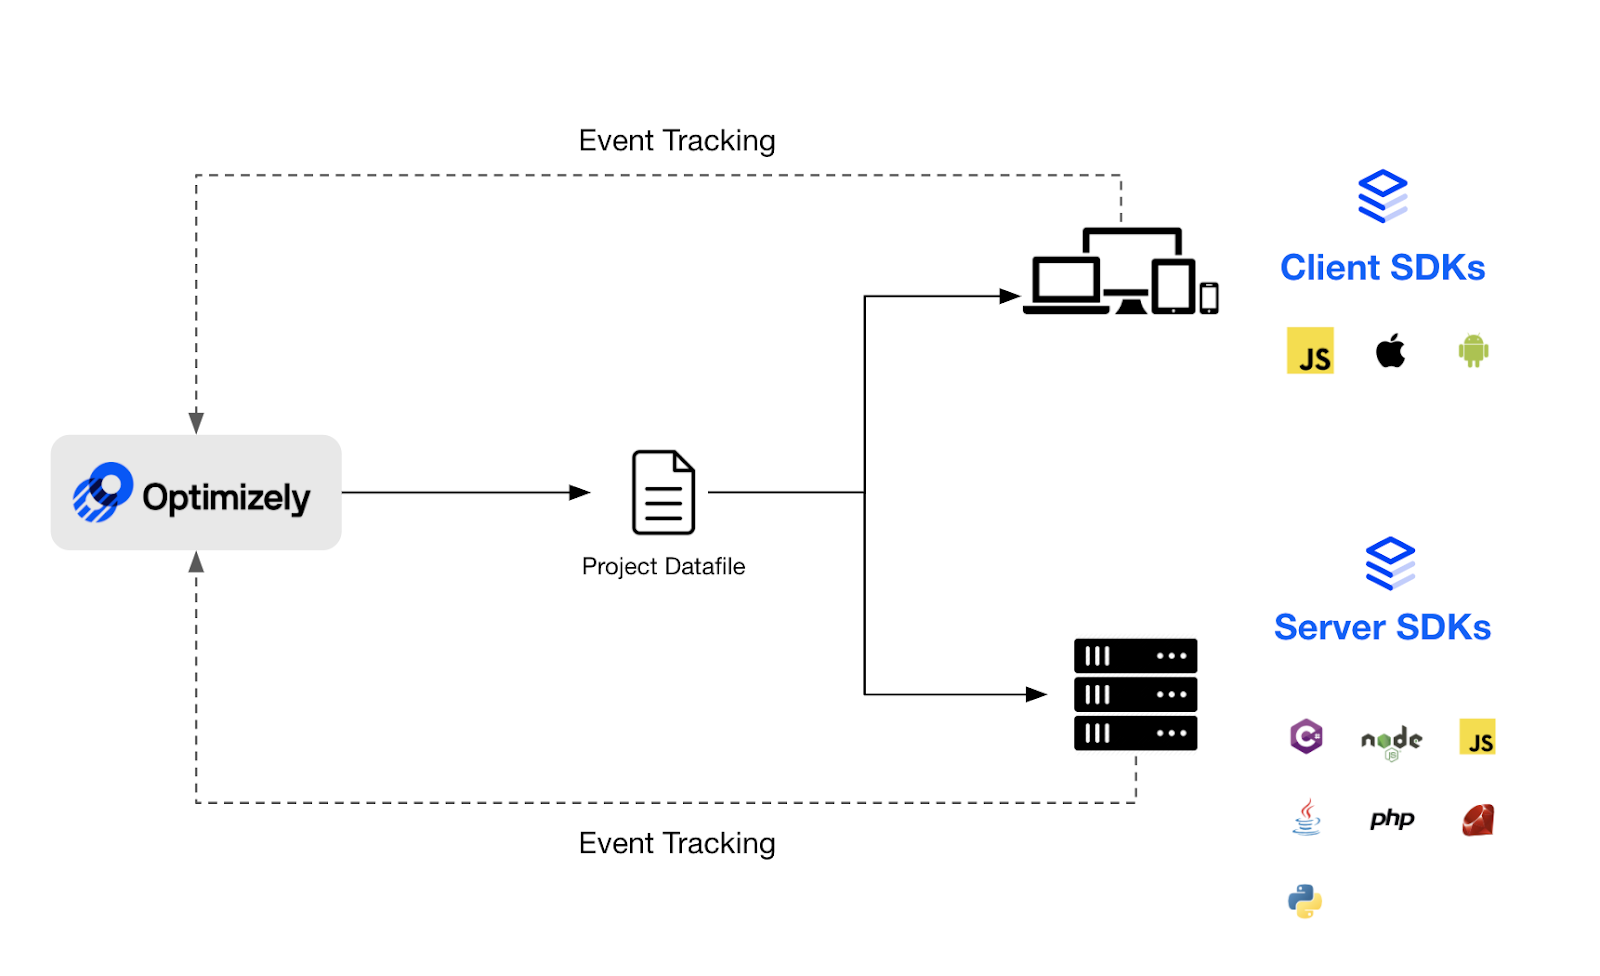 Event Tracking
Client SDKs
JS
Optimizely
Project Datafile
Server SDKs
C#
node
JS
JS
php
Event Tracking